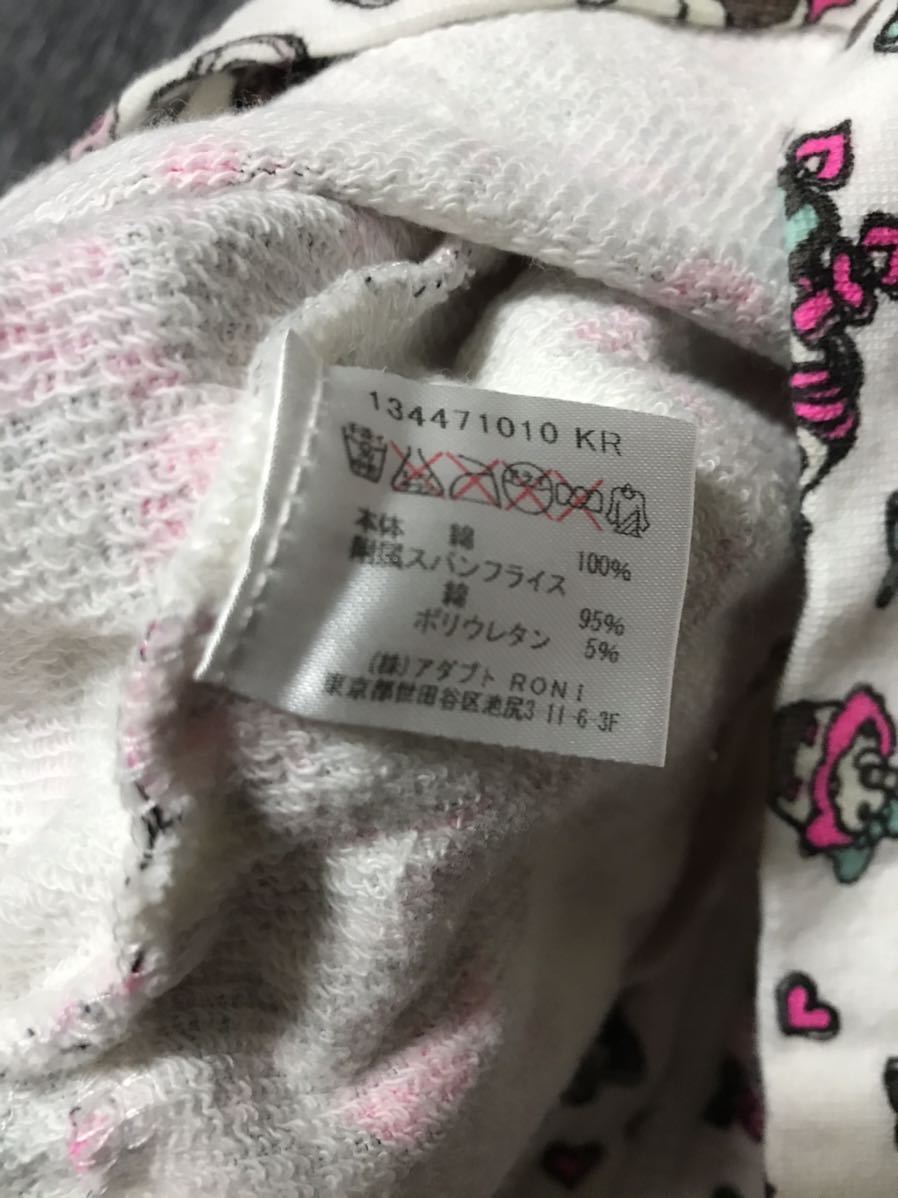 134471010 KR
本体 綿 100%
附属スパンフライス
綿 95%
ポリウレタン 5%
(株)アダプト RONI
東京都世田谷区池尻3-11-6-3F